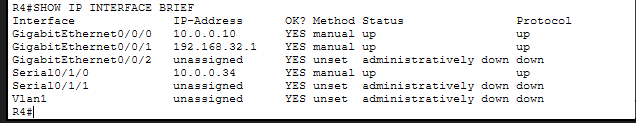 R4#SHOW IP INTERFACE BRIEF
Interface IP-Address OK? Method Status Protocol
GigabitEthernet0/0/0 10.0.0.10 YES manual up up
GigabitEthernet0/0/1 192.168.32.1 YES manual up up
GigabitEthernet0/0/2 unassigned YES unset administratively down down
Serial0/1/0 10.0.0.34 YES manual up up
Serial0/1/1 unassigned YES unset administratively down down
Vlan1 unassigned YES unset administratively down down
R4#